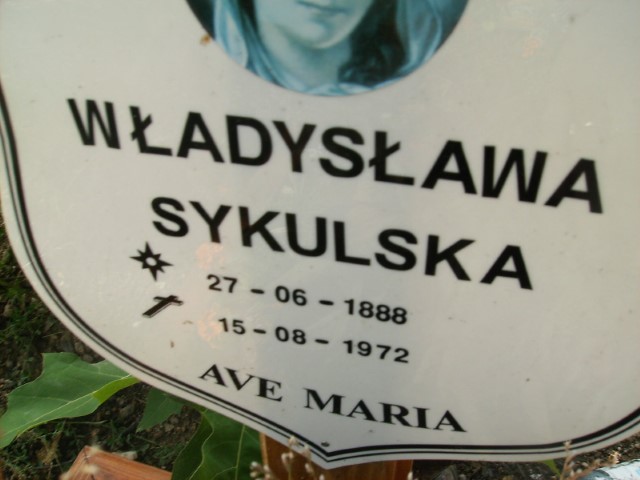 WŁADYSŁAWA
SYKULSKA
27-06-1888
15-08-1972
AVE MARIA